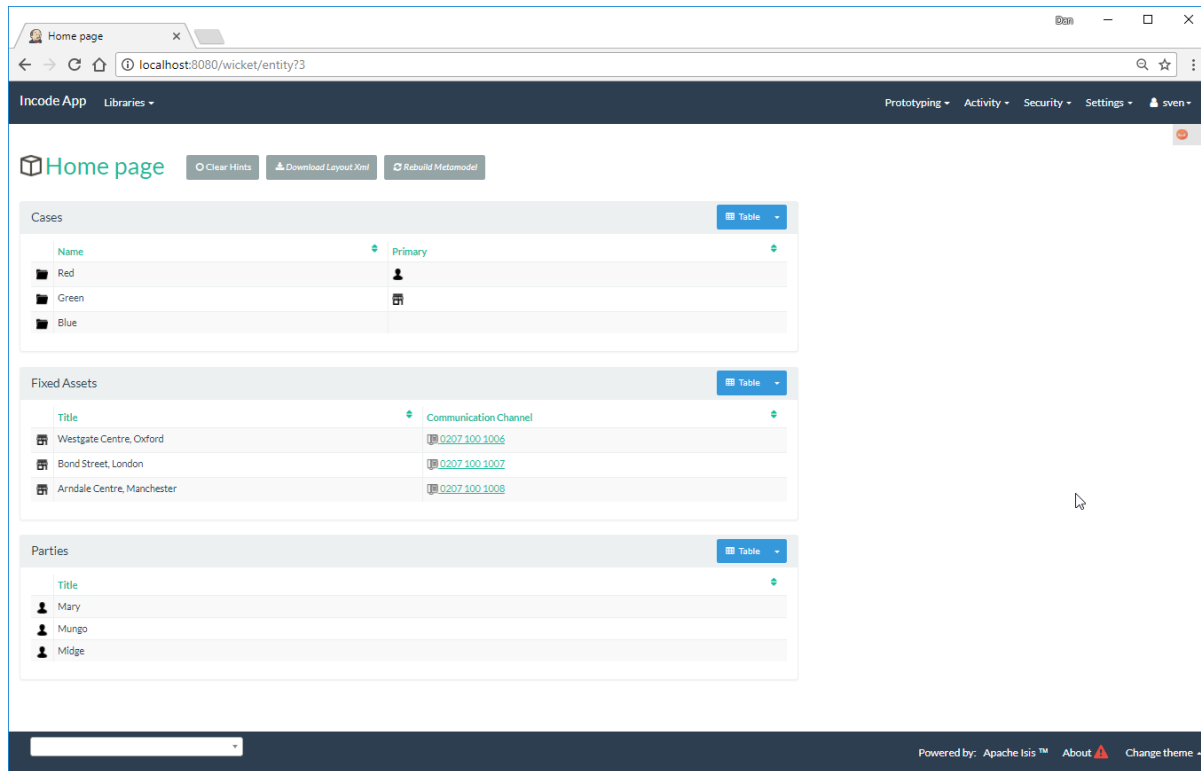 Dan
Home page
localhost:8080/wicket/entity?3
Incode App Libraries Prototyping Activity Security Settings sven
Home page Clear Hints Download Layout Xml Rebuild Metamodel
Cases Table
Name Primary
Red
Green
Blue
Fixed Assets Table
Title Communication Channel
Westgate Centre, Oxford 0207 100 1006
Bond Street, London 0207 100 1007
Arndale Centre, Manchester 0207 100 1008
Parties Table
Title
Mary
Mungo
Midge
Powered by: Apache Isis ™ About Change theme